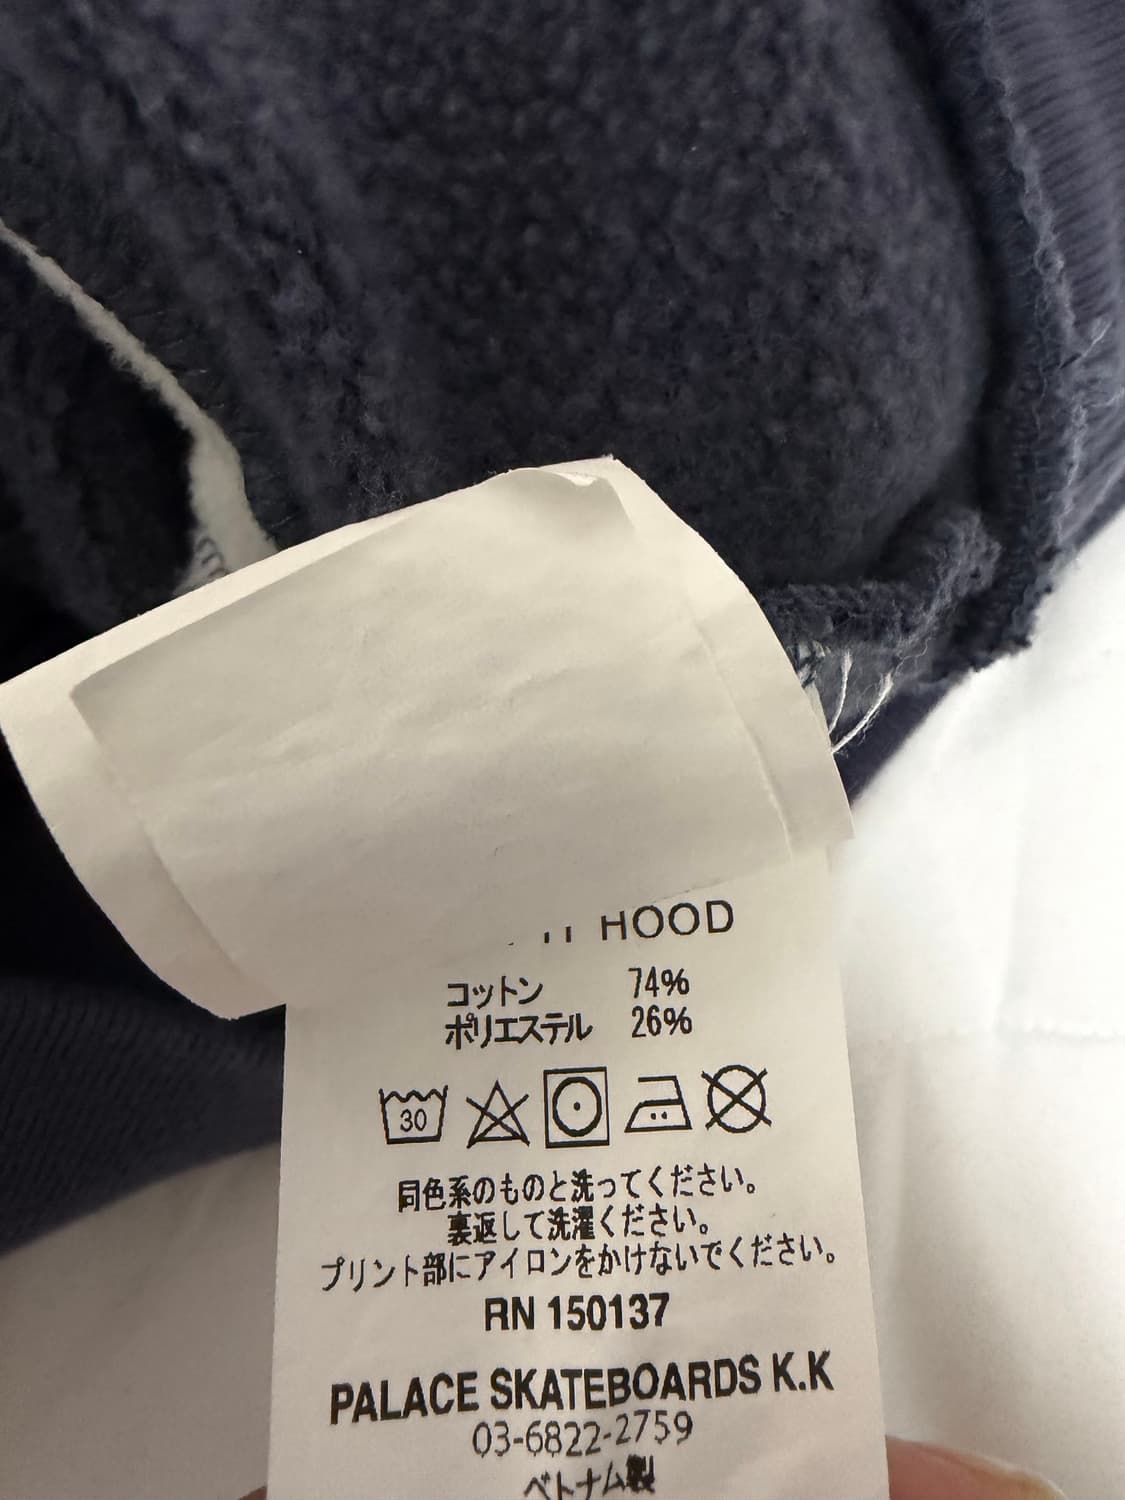 HOOD
コットン 74%
ポリエステル 26%
30
同色系のものと洗ってください。
裏返して洗濯ください。
プリント部にアイロンをかけないでください。
RN 150137
PALACE SKATEBOARDS K.K
03-6822-2759
ベトナム製